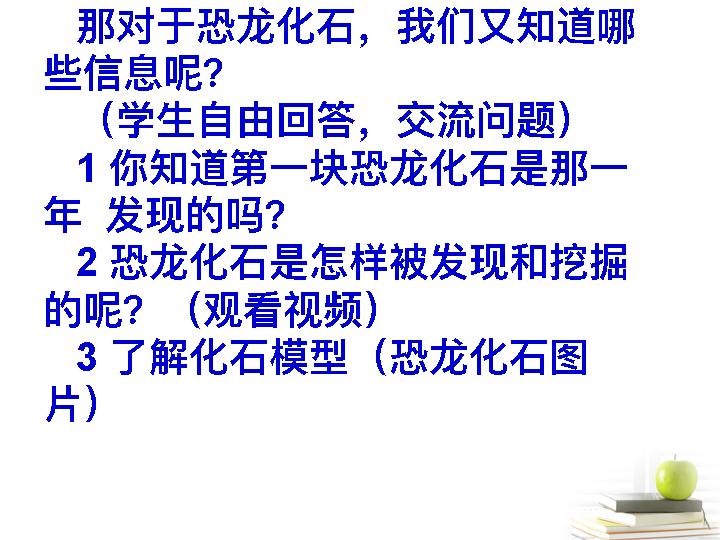 那对于恐龙化石，我们又知道哪
些信息呢？
（学生自由回答，交流问题）
1 你知道第一块恐龙化石是那一
年 发现的吗？
2 恐龙化石是怎样被发现和挖掘
的呢？（观看视频）
3 了解化石模型（恐龙化石图
片）